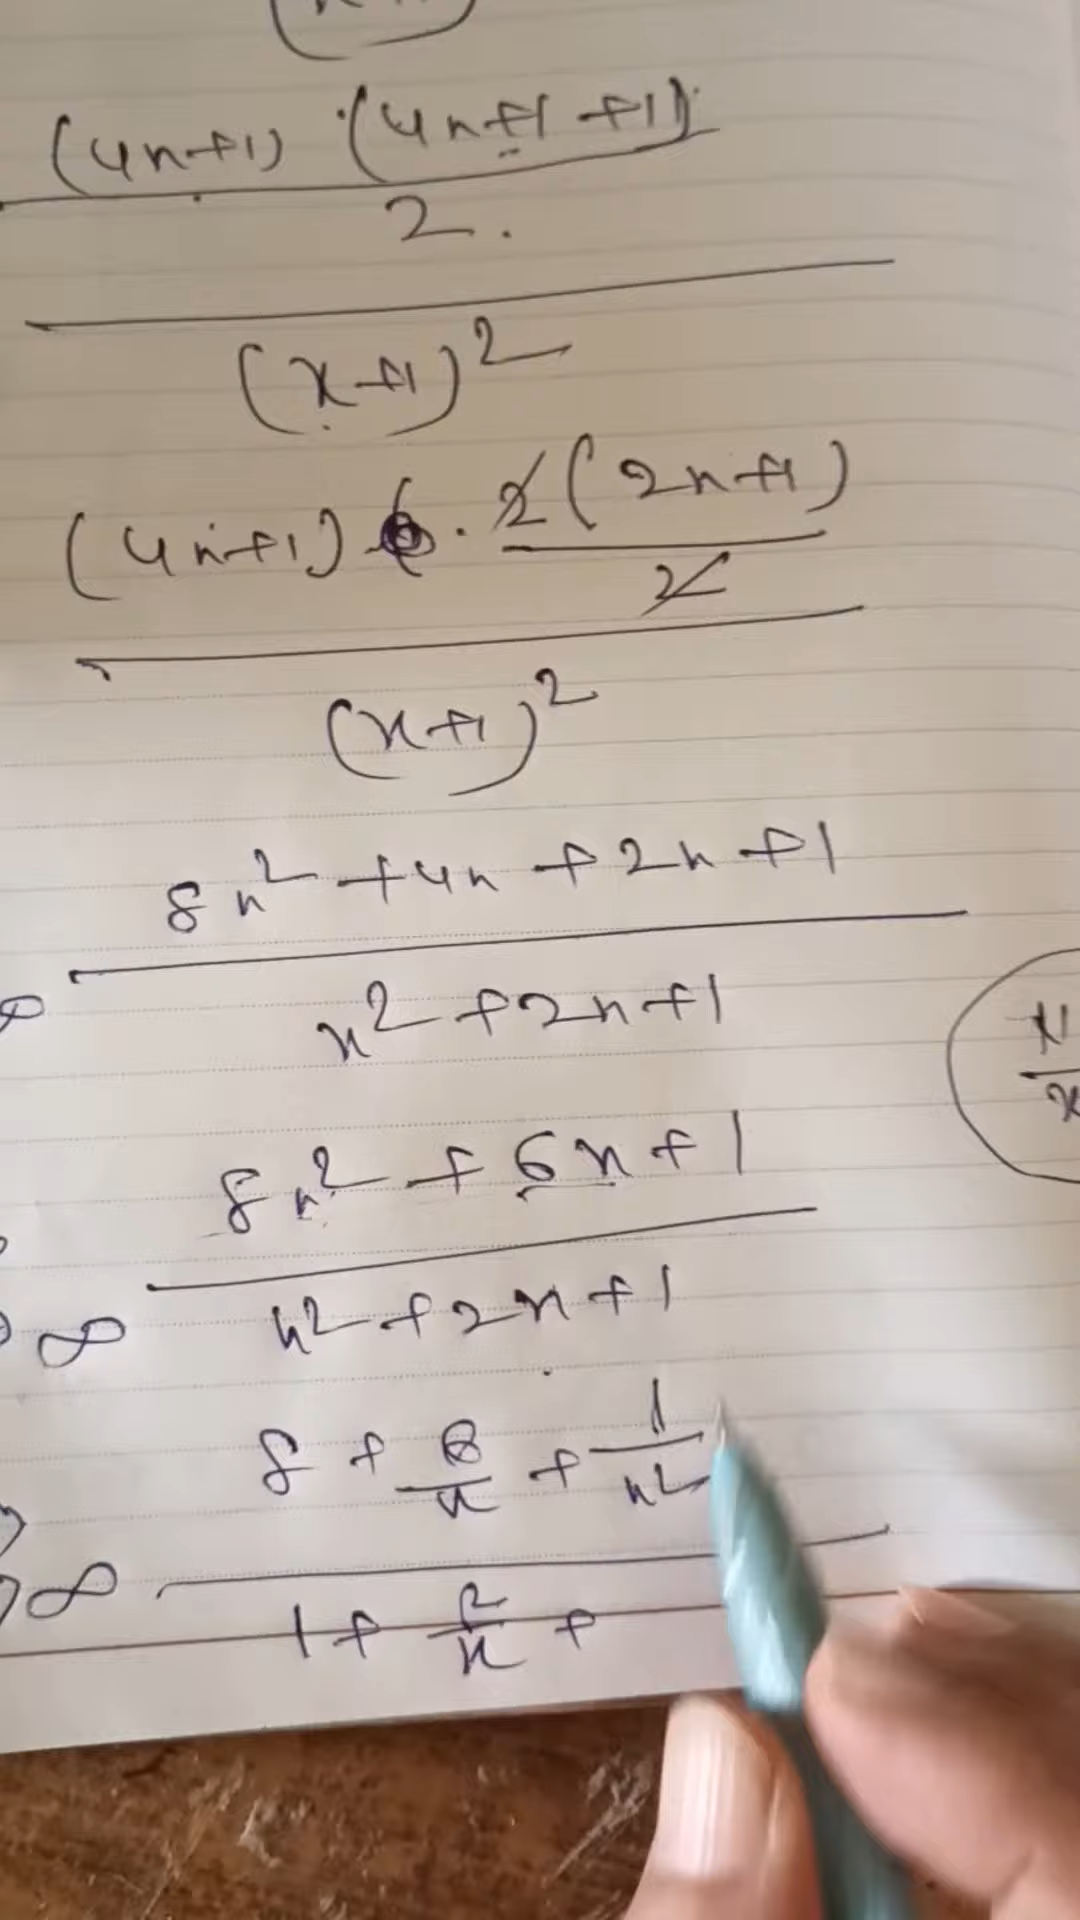 (4n+1) (4n+1+1)
2.
(x+1)²
(4n+1) . 2(2n+1)
2
(x+1)²
8n² +4n +2n +1
∞
x² +2n+1
8n² + 6n + 1
∞
n² +2n+1
8 + 6/n + 1/n²
∞
1 + 2/n +